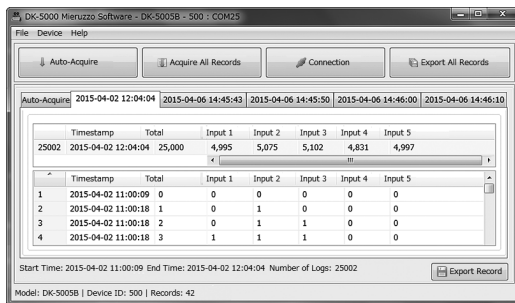 DK-5000 Mieruzzo Software - DK-5005B - 500 : COM25
File Device Help
Auto-Acquire Acquire All Records Connection Export All Records
Auto-Acquire 2015-04-02 12:04:04 2015-04-06 14:45:43 2015-04-06 14:45:50 2015-04-06 14:46:00 2015-04-06 14:46:10
Timestamp Total Input 1 Input 2 Input 3 Input 4 Input 5
25002 2015-04-02 12:04:04 25,000 4,995 5,075 5,102 4,831 4,997
Timestamp Total Input 1 Input 2 Input 3 Input 4 Input 5
1 2015-04-02 11:00:09 0 0 0 0 0 0
2 2015-04-02 11:00:18 1 0 1 0 0 0
3 2015-04-02 11:00:18 2 0 1 1 0 0
4 2015-04-02 11:00:18 3 1 1 1 0 0
Start Time: 2015-04-02 11:00:09 End Time: 2015-04-02 12:04:04 Number of Logs: 25002
Export Record
Model: DK-5005B | Device ID: 500 | Records: 42